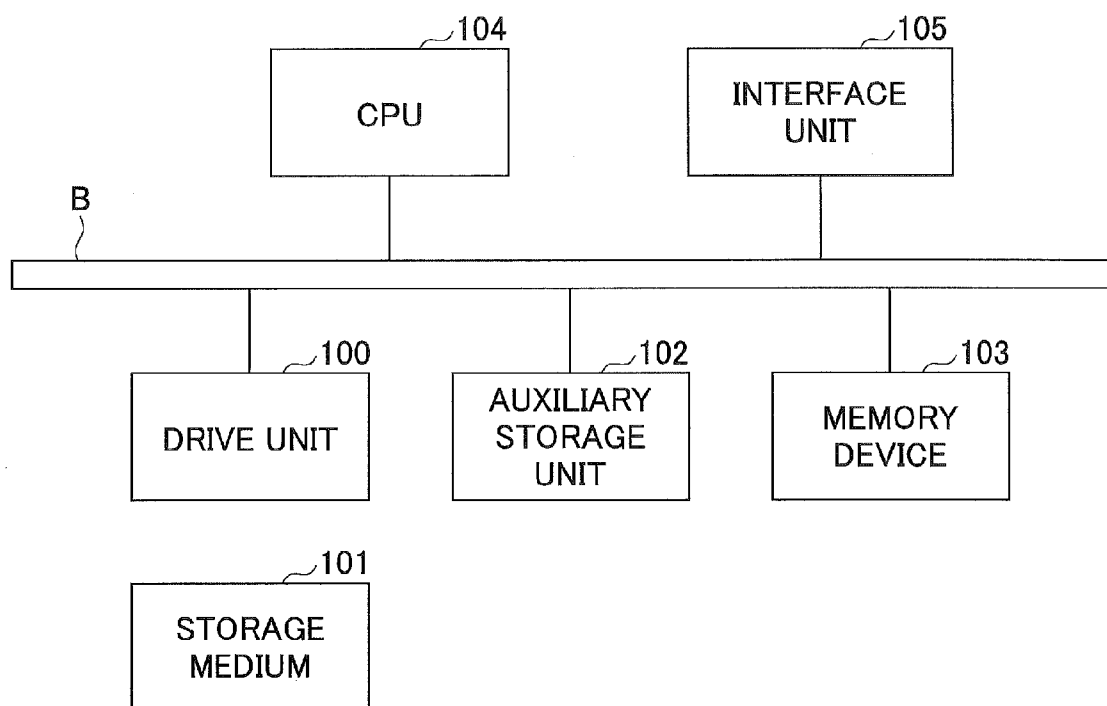 104
CPU
105
INTERFACE
UNIT
B
100
DRIVE UNIT
102
AUXILIARY
STORAGE
UNIT
103
MEMORY
DEVICE
101
STORAGE
MEDIUM